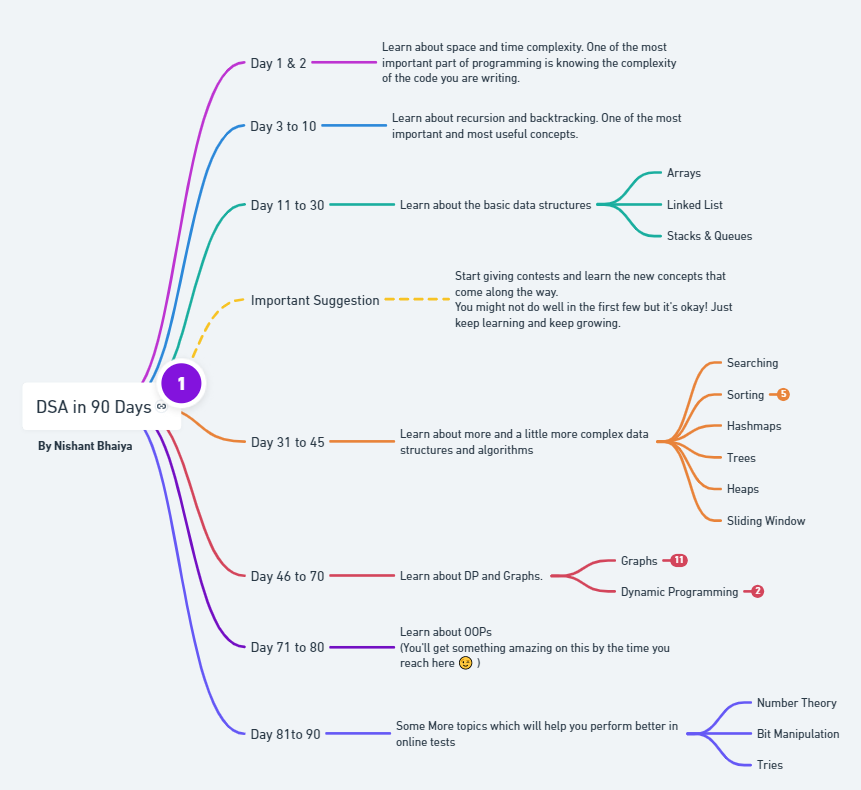 Day 1 & 2
Learn about space and time complexity. One of the most
important part of programming is knowing the complexity
of the code you are writing.
Day 3 to 10
Learn about recursion and backtracking. One of the most
important and most useful concepts.
Day 11 to 30
Learn about the basic data structures
Arrays
Linked List
Stacks & Queues
Important Suggestion
Start giving contests and learn the new concepts that
come along the way.
You might not do well in the first few but it's okay! Just
keep learning and keep growing.
1
DSA in 90 Days
By Nishant Bhaiya
Day 31 to 45
Learn about more and a little more complex data
structures and algorithms
Searching
Sorting 5
Hashmaps
Trees
Heaps
Sliding Window
Day 46 to 70
Learn about DP and Graphs.
Graphs 11
Dynamic Programming 2
Day 71 to 80
Learn about OOPs
(You'll get something amazing on this by the time you
reach here 😉 )
Day 81to 90
Some More topics which will help you perform better in
online tests
Number Theory
Bit Manipulation
Tries